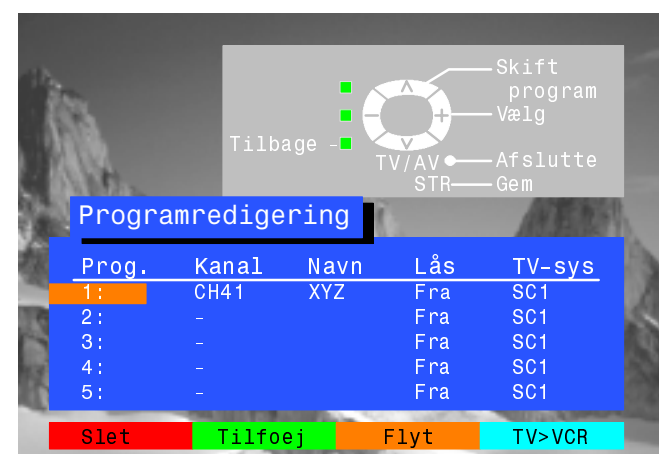 Skift
program
Vælg
Tilbage
TV/AV Afslutte
STR Gem
Programredigering
Prog. Kanal Navn Lås TV-sys
1: CH41 XYZ Fra SC1
2: - Fra SC1
3: - Fra SC1
4: - Fra SC1
5: - Fra SC1
Slet Tilfoej Flyt TV>VCR